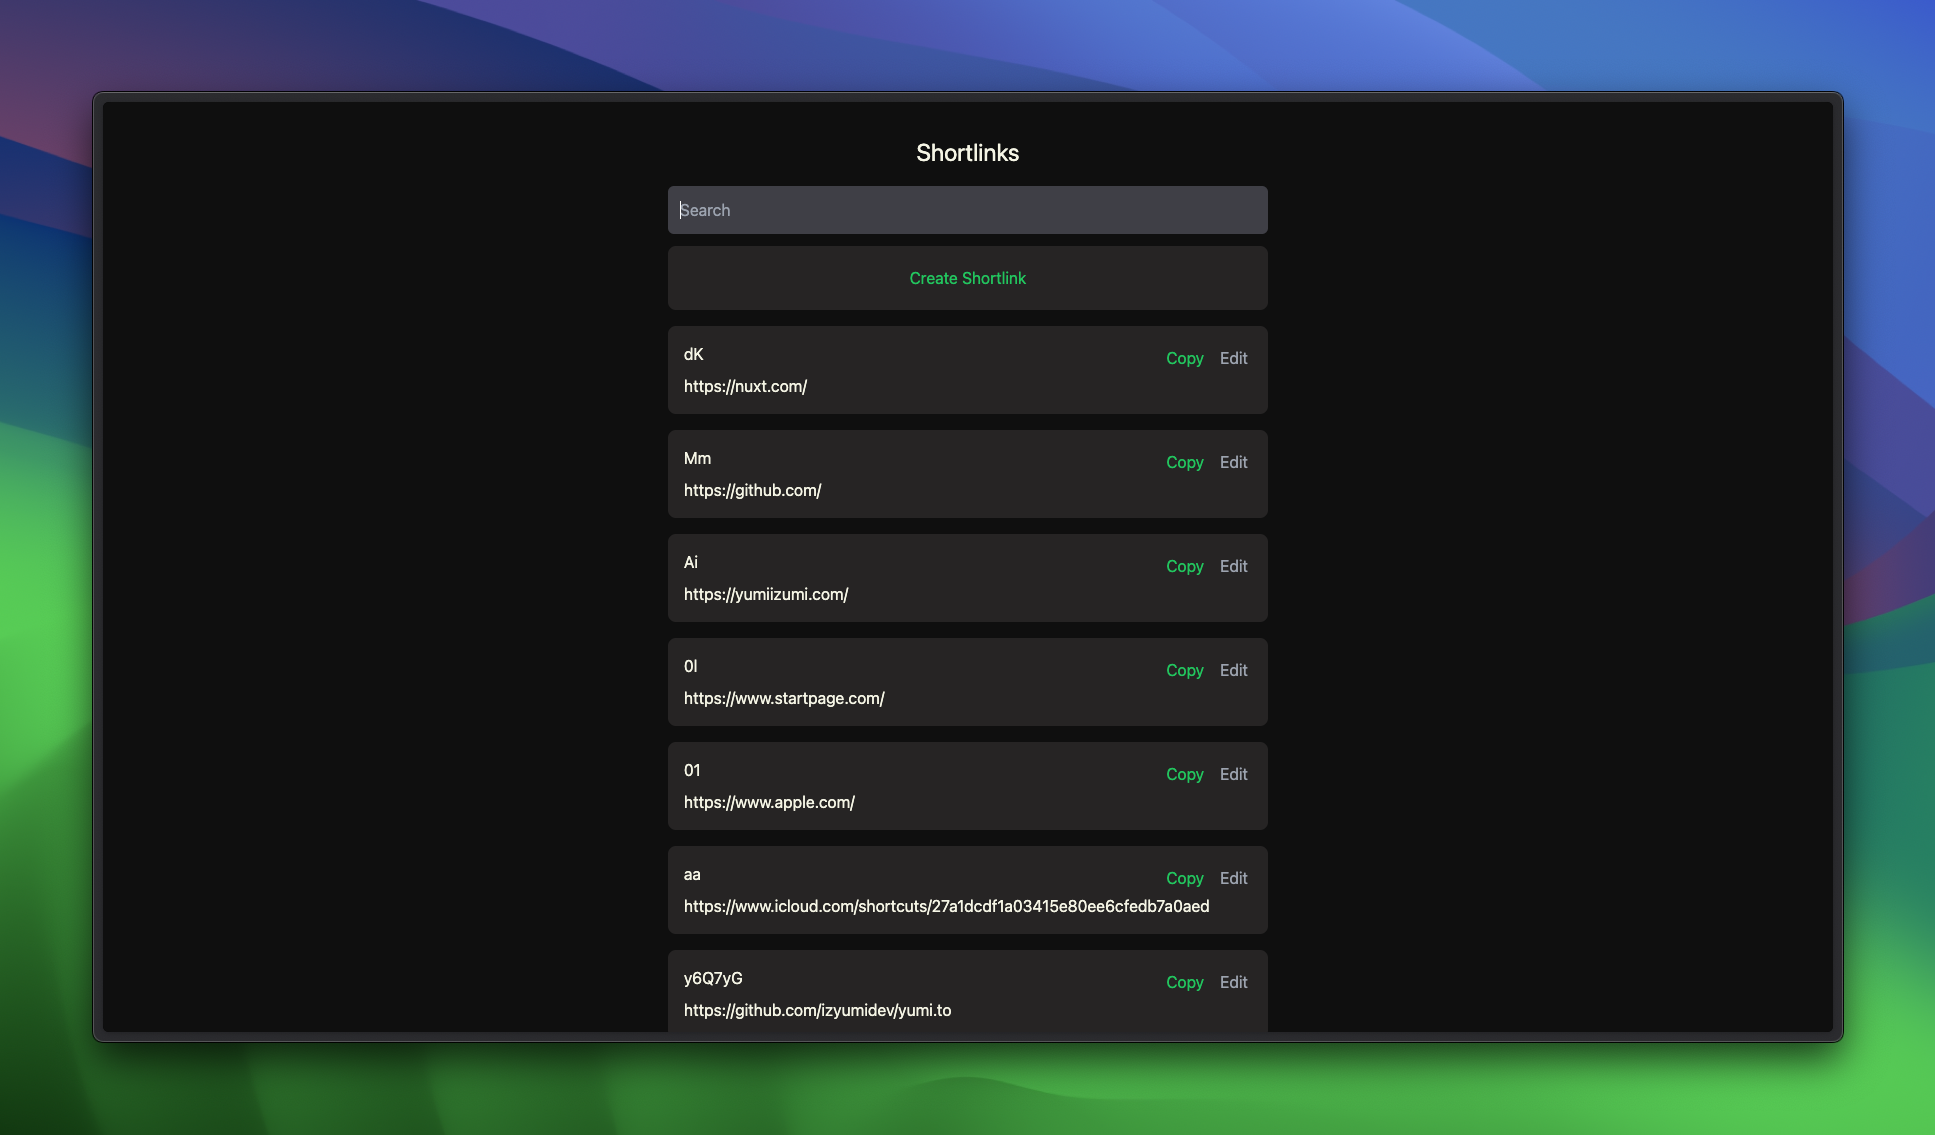 Shortlinks
Search
Create Shortlink
dK
Copy Edit
https://nuxt.com/
Mm
Copy Edit
https://github.com/
Ai
Copy Edit
https://yumiizumi.com/
0l
Copy Edit
https://www.startpage.com/
01
Copy Edit
https://www.apple.com/
aa
Copy Edit
https://www.icloud.com/shortcuts/27a1dcdf1a03415e80ee6cfedb7a0aed
y6Q7yG
Copy Edit
https://github.com/izyumidev/yumi.to